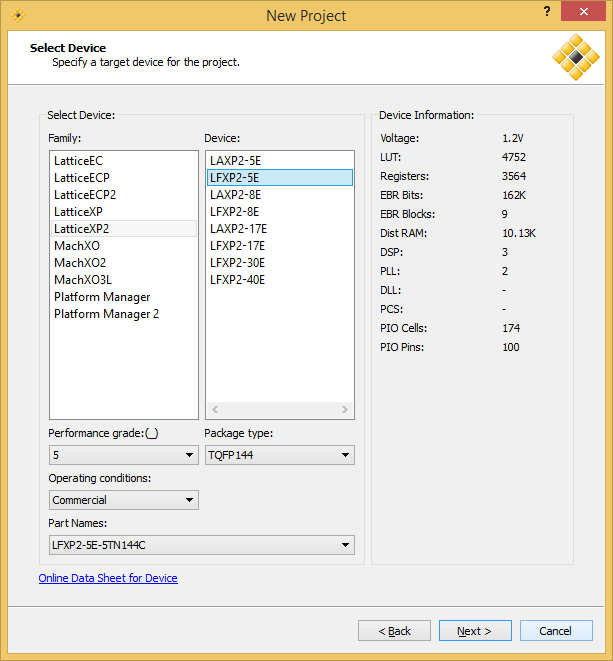 New Project
?
x
Select Device
Specify a target device for the project.
Select Device:
Family:
LatticeEC
LatticeECP
LatticeECP2
LatticeXP
LatticeXP2
MachXO
MachXO2
MachXO3L
Platform Manager
Platform Manager 2
Device:
LAXP2-5E
LFXP2-5E
LAXP2-8E
LFXP2-8E
LAXP2-17E
LFXP2-17E
LFXP2-30E
LFXP2-40E
Performance grade:(_)
5
Package type:
TQFP144
Operating conditions:
Commercial
Part Names:
LFXP2-5E-5TN144C
Online Data Sheet for Device
Device Information:
Voltage: 1.2V
LUT: 4752
Registers: 3564
EBR Bits: 162K
EBR Blocks: 9
Dist RAM: 10.13K
DSP: 3
PLL: 2
DLL: -
PCS: -
PIO Cells: 174
PIO Pins: 100
< Back
Next >
Cancel